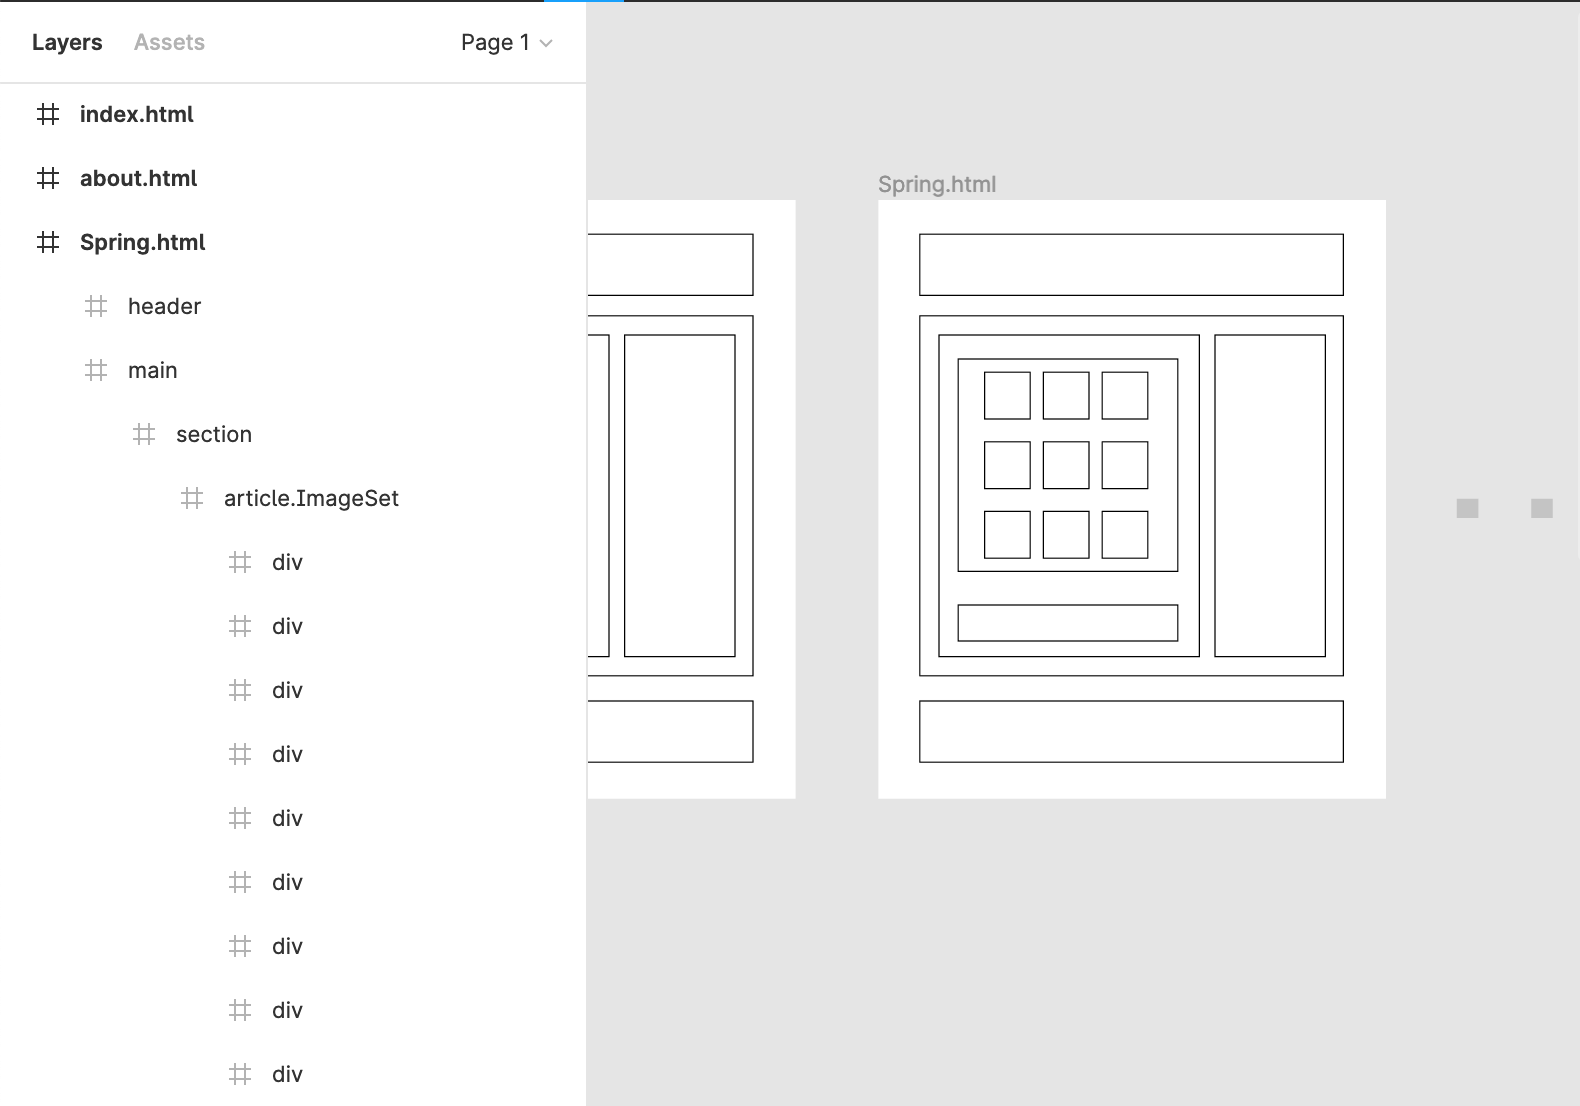 Layers Assets Page 1
index.html
about.html
Spring.html
header
main
section
article.ImageSet
div
div
div
div
div
div
div
div
div
Spring.html